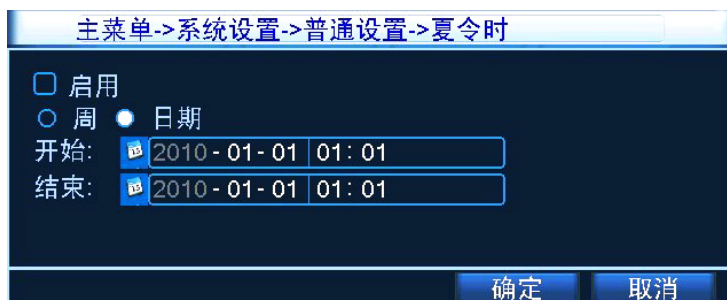 主菜单->系统设置->普通设置->夏令时
启用
周 日期
开始: 2010-01-01 01:01
结束: 2010-01-01 01:01
确定 取消